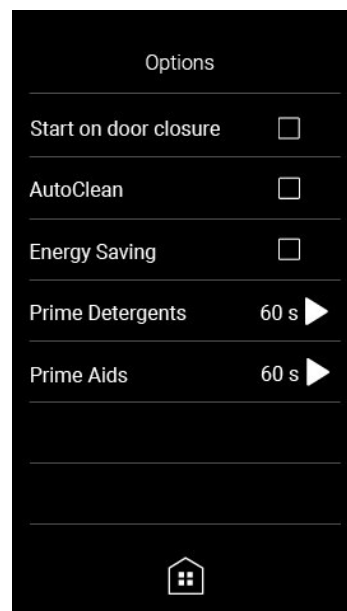 Options
Start on door closure
AutoClean
Energy Saving
Prime Detergents 60 s
Prime Aids 60 s